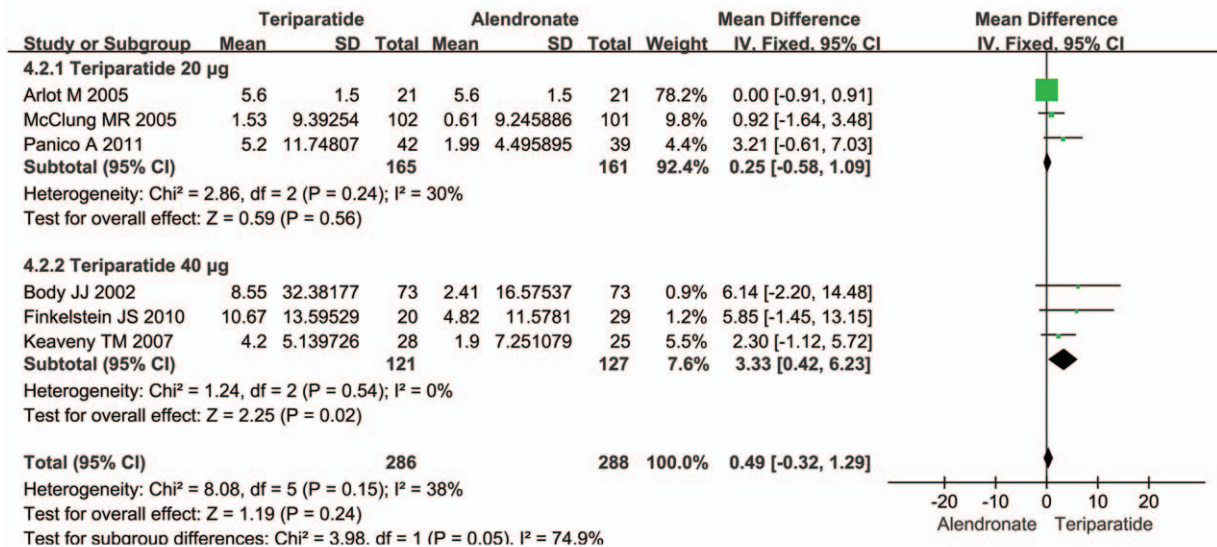 Teriparatide Alendronate Mean Difference Mean Difference
Study or Subgroup Mean SD Total Mean SD Total Weight IV, Fixed, 95% CI IV, Fixed, 95% CI
4.2.1 Teriparatide 20 µg
Arlot M 2005 5.6 1.5 21 5.6 1.5 21 78.2% 0.00 [-0.91, 0.91]
McClung MR 2005 1.53 9.39254 102 0.61 9.245886 101 9.8% 0.92 [-1.64, 3.48]
Panico A 2011 5.2 11.74807 42 1.99 4.495895 39 4.4% 3.21 [-0.61, 7.03]
Subtotal (95% CI) 165 161 92.4% 0.25 [-0.58, 1.09]
Heterogeneity: Chi² = 2.86, df = 2 (P = 0.24); I² = 30%
Test for overall effect: Z = 0.59 (P = 0.56)
4.2.2 Teriparatide 40 µg
Body JJ 2002 8.55 32.38177 73 2.41 16.57537 73 0.9% 6.14 [-2.20, 14.48]
Finkelstein JS 2010 10.67 13.59529 20 4.82 11.5781 29 1.2% 5.85 [-1.45, 13.15]
Keaveny TM 2007 4.2 5.139726 28 1.9 7.251079 25 5.5% 2.30 [-1.12, 5.72]
Subtotal (95% CI) 121 127 7.6% 3.33 [0.42, 6.23]
Heterogeneity: Chi² = 1.24, df = 2 (P = 0.54); I² = 0%
Test for overall effect: Z = 2.25 (P = 0.02)
Total (95% CI) 286 288 100.0% 0.49 [-0.32, 1.29]
Heterogeneity: Chi² = 8.08, df = 5 (P = 0.15); I² = 38%
Test for overall effect: Z = 1.19 (P = 0.24)
Test for subgroup differences: Chi² = 3.98, df = 1 (P = 0.05), I² = 74.9%
-20 -10 0 10 20
Alendronate Teriparatide